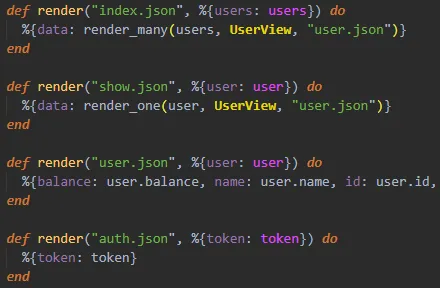 def render("index.json", %{users: users}) do
%{data: render_many(users, UserView, "user.json")}
end
def render("show.json", %{user: user}) do
%{data: render_one(user, UserView, "user.json")}
end
def render("user.json", %{user: user}) do
%{balance: user.balance, name: user.name, id: user.id,
end
def render("auth.json", %{token: token}) do
%{token: token}
end